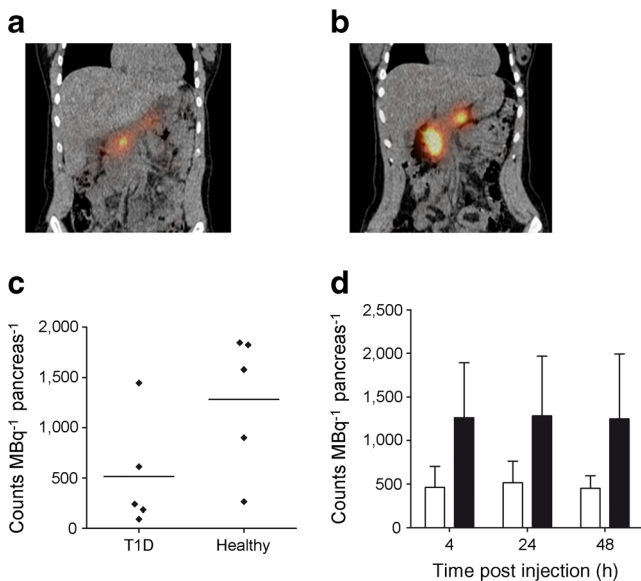 a
b
c
Counts MBq⁻¹ pancreas⁻¹
2,000
1,500
1,000
500
0
T1D Healthy
d
Counts MBq⁻¹ pancreas⁻¹
2,500
2,000
1,500
1,000
500
0
4 24 48
Time post injection (h)